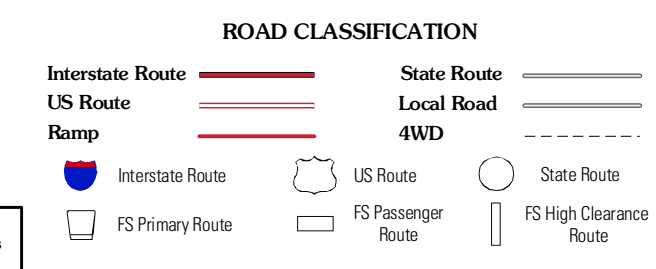 ROAD CLASSIFICATION
Interstate Route
State Route
US Route
Local Road
Ramp
4WD
Interstate Route
US Route
State Route
FS Primary Route
FS Passenger
Route
FS High Clearance
Route